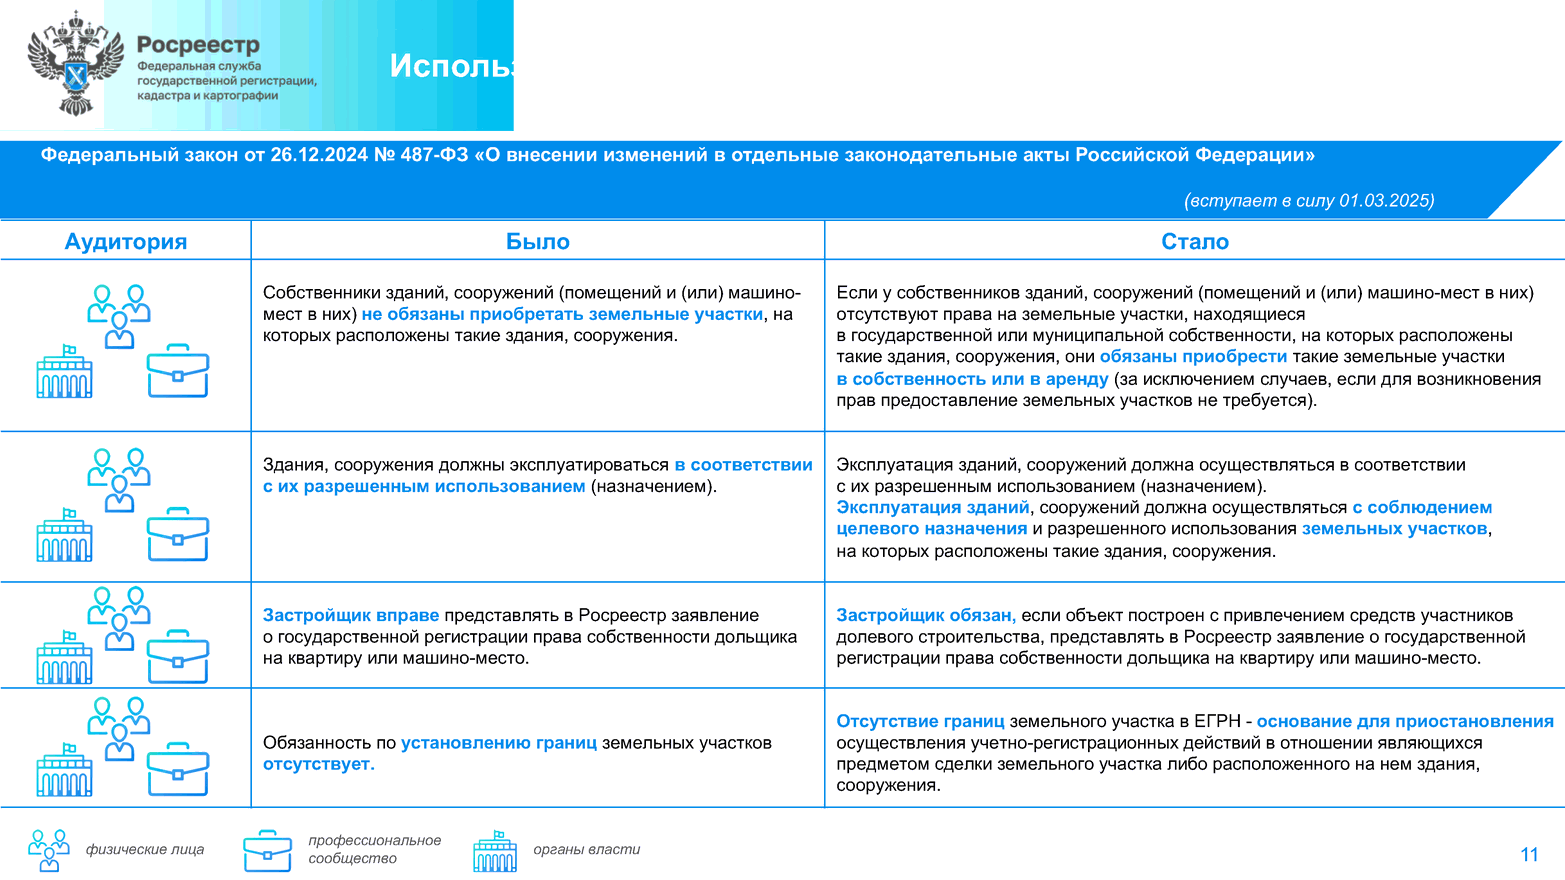 Росреестр
Федеральная служба
государственной регистрации,
кадастра и картографии
Федеральный закон от 26.12.2024 № 487-ФЗ «О внесении изменений в отдельные законодательные акты Российской Федерации»
(вступает в силу 01.03.2025)
Аудитория
Было
Стало
Собственники зданий, сооружений (помещений и (или) машино-
мест в них) не обязаны приобретать земельные участки, на
которых расположены такие здания, сооружения.
Если у собственников зданий, сооружений (помещений и (или) машино-мест в них)
отсутствуют права на земельные участки, находящиеся
в государственной или муниципальной собственности, на которых расположены
такие здания, сооружения, они обязаны приобрести такие земельные участки
в собственность или в аренду (за исключением случаев, если для возникновения
прав предоставление земельных участков не требуется).
Здания, сооружения должны эксплуатироваться в соответствии
с их разрешенным использованием (назначением).
Эксплуатация зданий, сооружений должна осуществляться в соответствии
с их разрешенным использованием (назначением).
Эксплуатация зданий, сооружений должна осуществляться с соблюдением
целевого назначения и разрешенного использования земельных участков,
на которых расположены такие здания, сооружения.
Застройщик вправе представлять в Росреестр заявление
о государственной регистрации права собственности дольщика
на квартиру или машино-место.
Застройщик обязан, если объект построен с привлечением средств участников
долевого строительства, представлять в Росреестр заявление о государственной
регистрации права собственности дольщика на квартиру или машино-место.
Обязанность по установлению границ земельных участков
отсутствует.
Отсутствие границ земельного участка в ЕГРН - основание для приостановления
осуществления учетно-регистрационных действий в отношении являющихся
предметом сделки земельного участка либо расположенного на нем здания,
сооружения.
физические лица
профессиональное
сообщество
органы власти
11